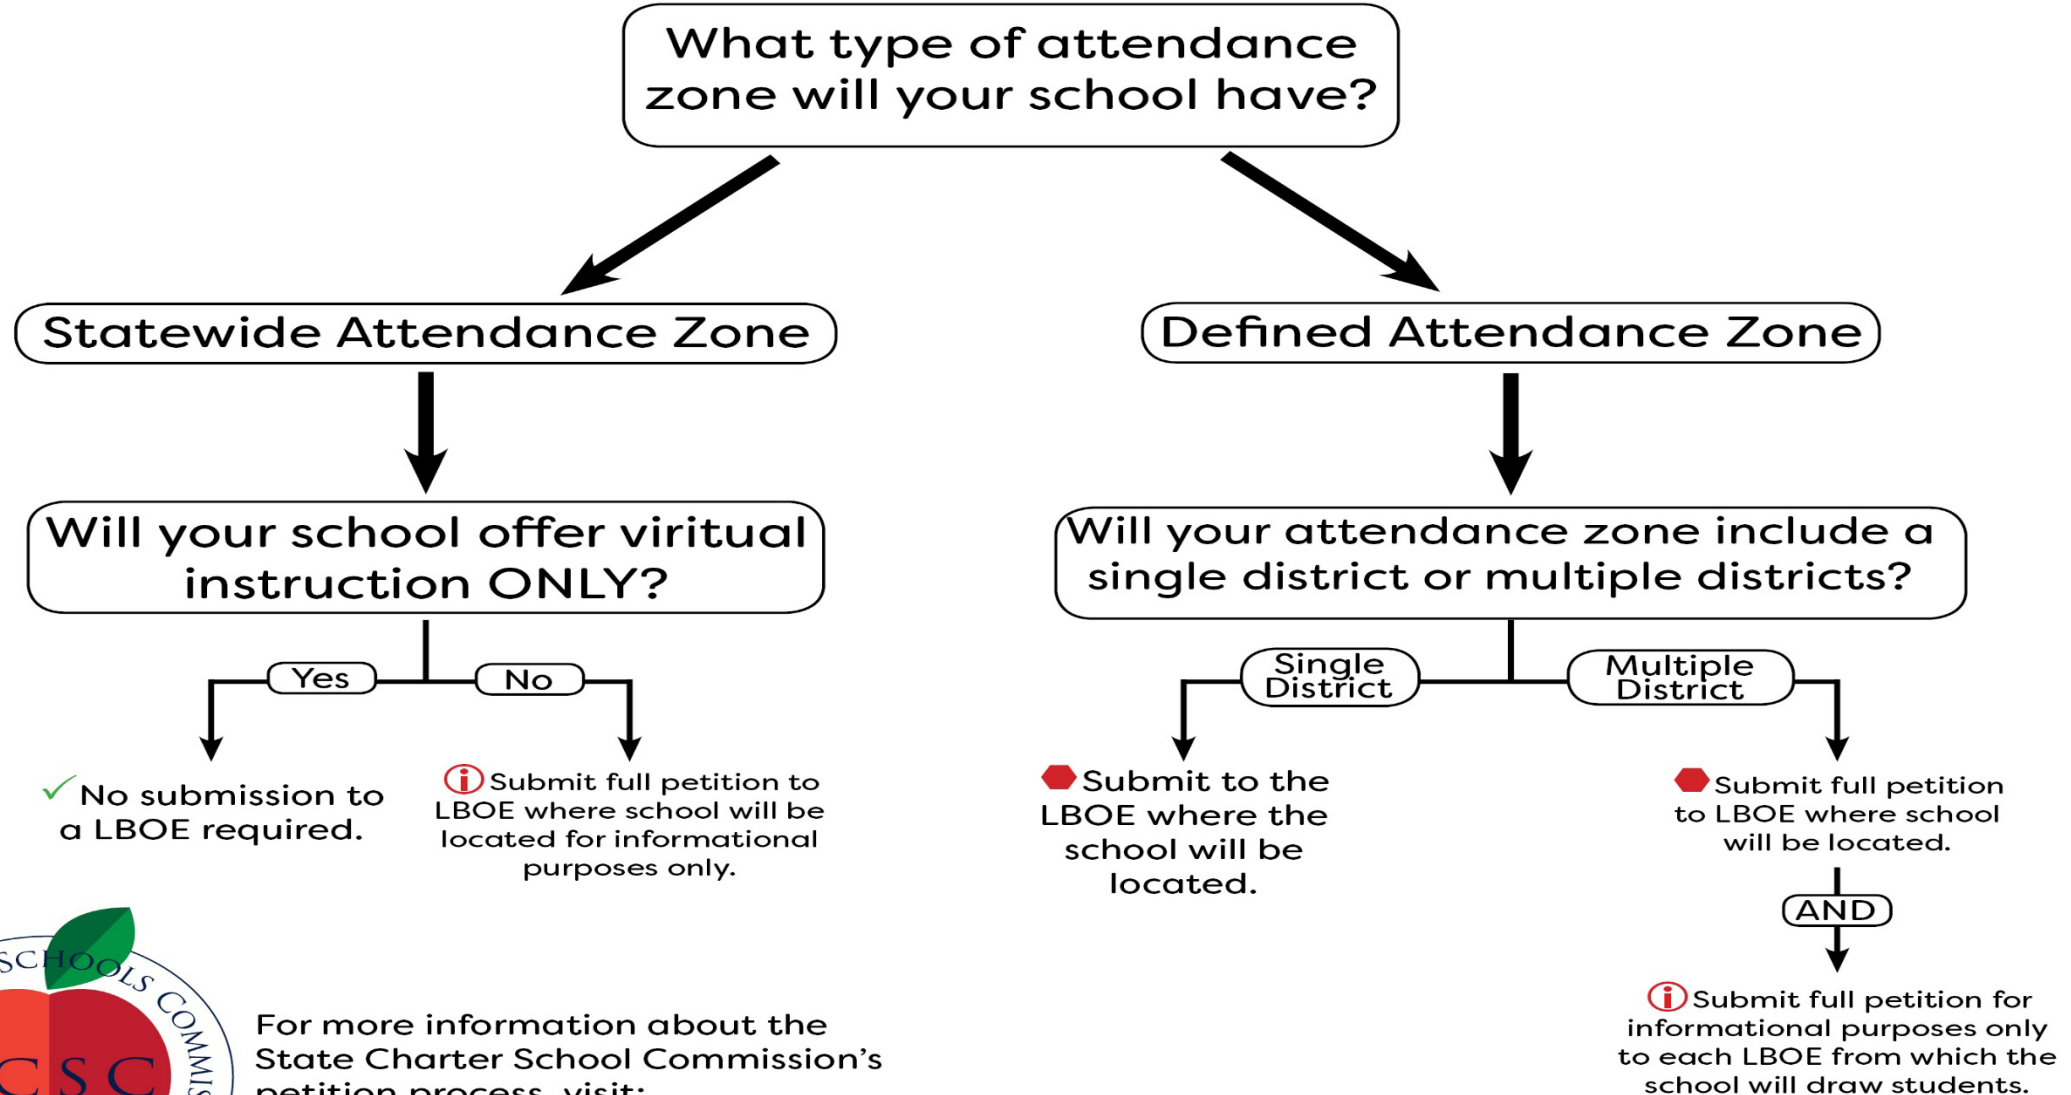 What type of attendance
zone will your school have?
Statewide Attendance Zone
Defined Attendance Zone
Will your school offer viritual
instruction ONLY?
Will your attendance zone include a
single district or multiple districts?
Yes
No
Single
District
Multiple
District
No submission to
a LBOE required.
Submit full petition to
LBOE where school will be
located for informational
purposes only.
Submit to the
LBOE where the
school will be
located.
Submit full petition
to LBOE where school
will be located.
AND
Submit full petition for
informational purposes only
to each LBOE from which the
school will draw students.
SCHOOLS
CSC
For more information about the
State Charter School Commission's
petition process, visit: